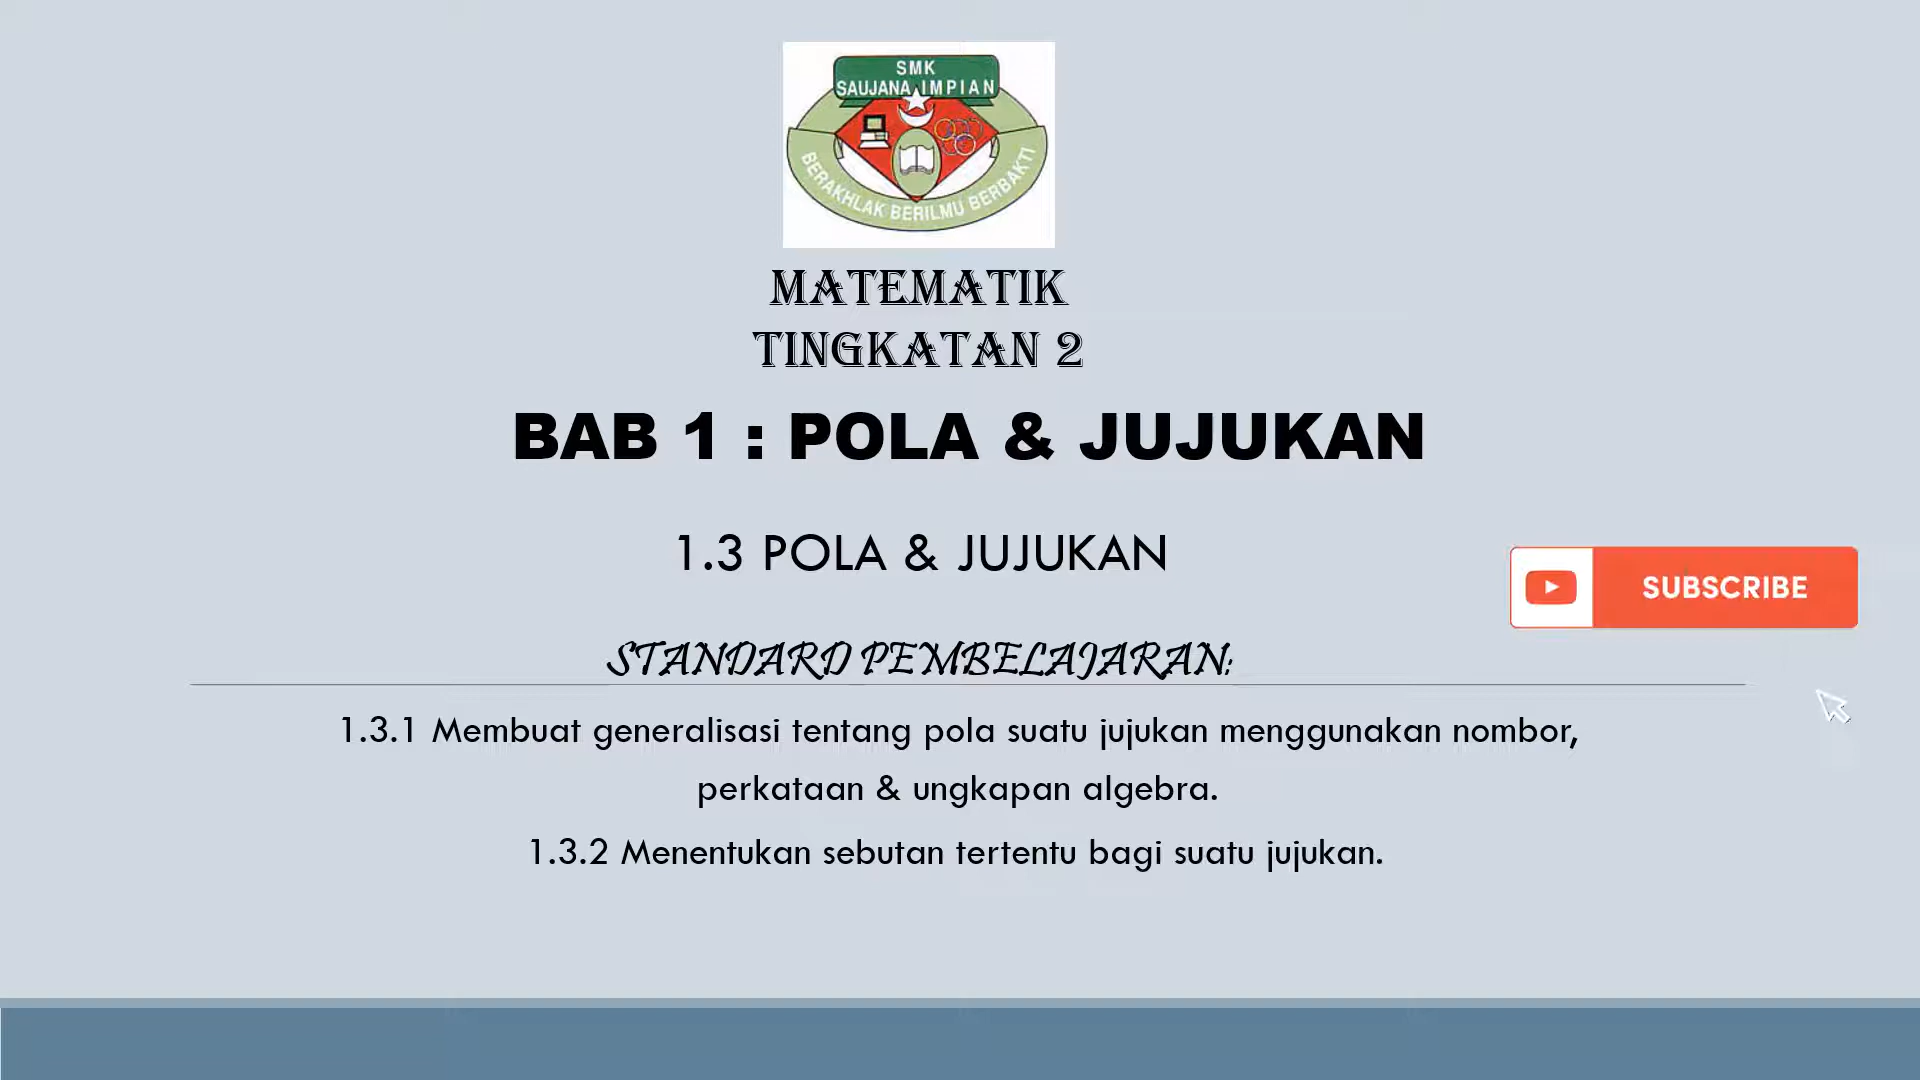 SMK
SAUJANA IMPIAN
BERAKHLAK BERILMU BERBAKTI
MATEMATIK
TINGKATAN 2
BAB 1 : POLA & JUJUKAN
1.3 POLA & JUJUKAN
SUBSCRIBE
STANDARD PEMBELAJARAN:
1.3.1 Membuat generalisasi tentang pola suatu jujukan menggunakan nombor,
perkataan & ungkapan algebra.
1.3.2 Menentukan sebutan tertentu bagi suatu jujukan.